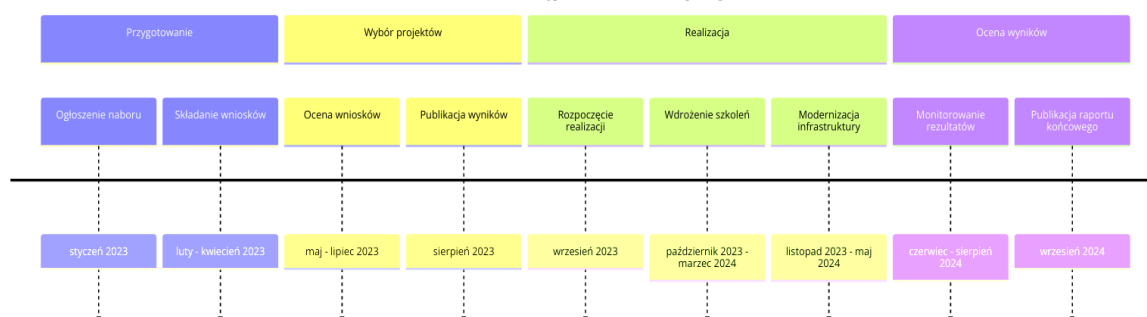 Przygotowanie
Wybór projektów
Realizacja
Ocena wyników
Ogłoszenie naboru
Składanie wniosków
Ocena wniosków
Publikacja wyników
Rozpoczęcie
realizacji
Wdrożenie szkoleń
Modernizacja
infrastruktury
Monitorowanie
rezultatów
Publikacja raportu
końcowego
styczeń 2023
luty - kwiecień 2023
maj - lipiec 2023
sierpień 2023
wrzesień 2023
październik 2023 -
marzec 2024
listopad 2023 - maj
2024
czerwiec - sierpień
2024
wrzesień 2024